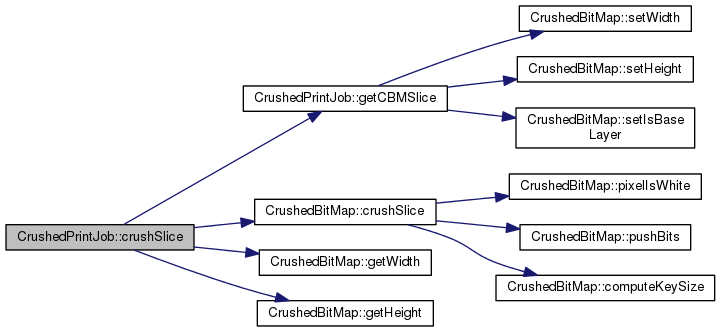 CrushedBitMap::setWidth
CrushedBitMap::setHeight
CrushedPrintJob::getCBMSlice
CrushedBitMap::setIsBase
Layer
CrushedBitMap::pixelIsWhite
CrushedBitMap::crushSlice
CrushedPrintJob::crushSlice
CrushedBitMap::pushBits
CrushedBitMap::getWidth
CrushedBitMap::computeKeySize
CrushedBitMap::getHeight